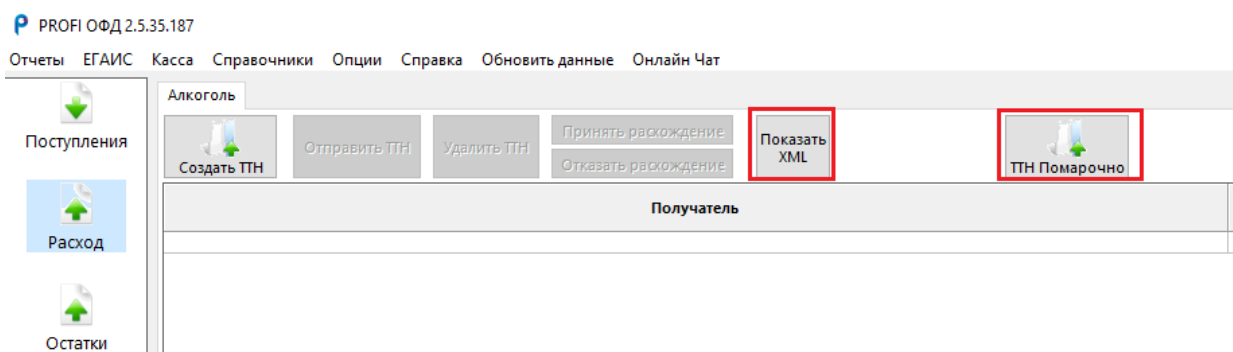 PROFI ОФД 2.5.35.187
Отчеты ЕГАИС Касса Справочники Опции Справка Обновить данные Онлайн Чат
Алкоголь
Поступления
Создать ТТН
Отправить ТТН
Удалить ТТН
Принять расхождение
Отказать расхождение
Показать
XML
ТТН Помарочно
Получатель
Расход
Остатки